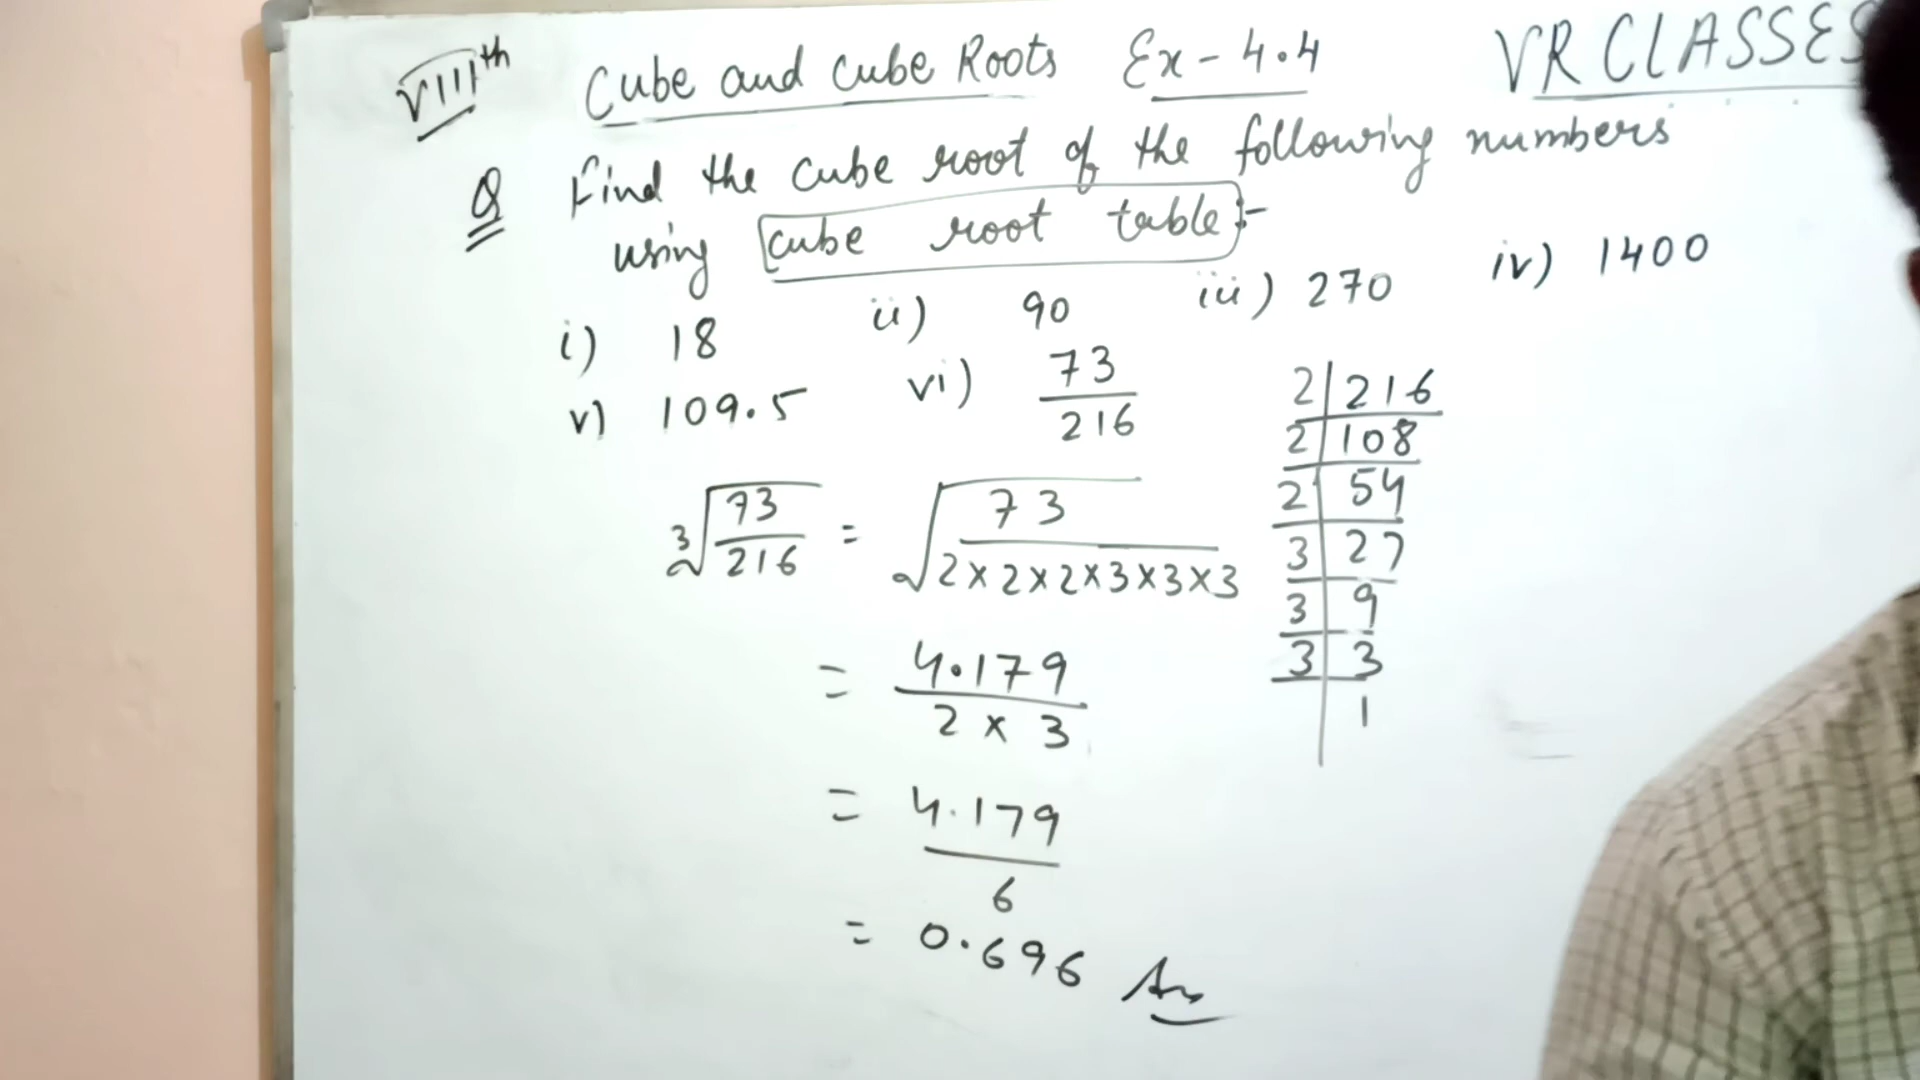 VIIIth Cube and cube Roots Ex-4.4 VR CLASSES
Q Find the cube root of the following numbers
using cube root table:-
i) 18 ii) 90 iii) 270 iv) 1400
v) 109.5 vi) 73/216
∛(73/216) = √(73/(2×2×2×3×3×3))
= 4.179/(2 × 3)
= 4.179/6
= 0.696 Ans
2 | 216
2 | 108
2 | 54
3 | 27
3 | 9
3 | 3
| 1